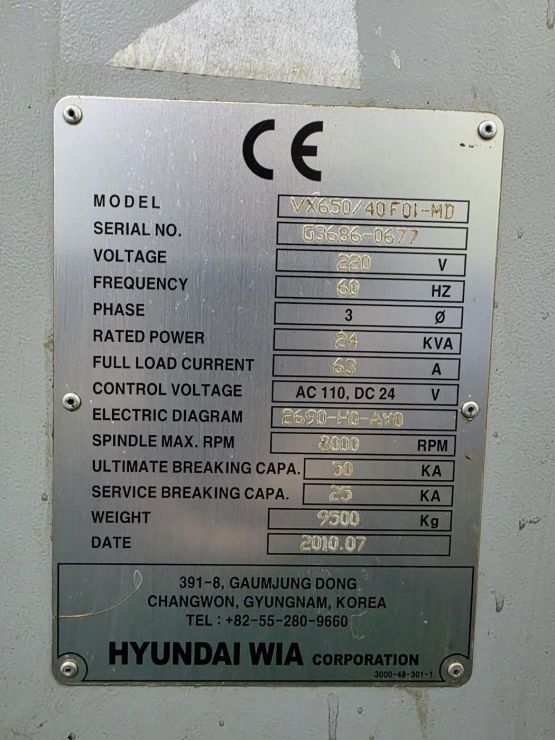 CE
MODEL VX650/40F01-MD
SERIAL NO. G3686-0677
VOLTAGE 220 V
FREQUENCY 60 HZ
PHASE 3 Ø
RATED POWER 24 KVA
FULL LOAD CURRENT 63 A
CONTROL VOLTAGE AC 110, DC 24 V
ELECTRIC DIAGRAM 2690-H0-AY0
SPINDLE MAX. RPM 8000 RPM
ULTIMATE BREAKING CAPA. 50 KA
SERVICE BREAKING CAPA. 25 KA
WEIGHT 9500 Kg
DATE 2010.07
391-8, GAUMJUNG DONG
CHANGWON, GYUNGNAM, KOREA
TEL : +82-55-280-9660
HYUNDAI WIA CORPORATION
3000-48-301-1